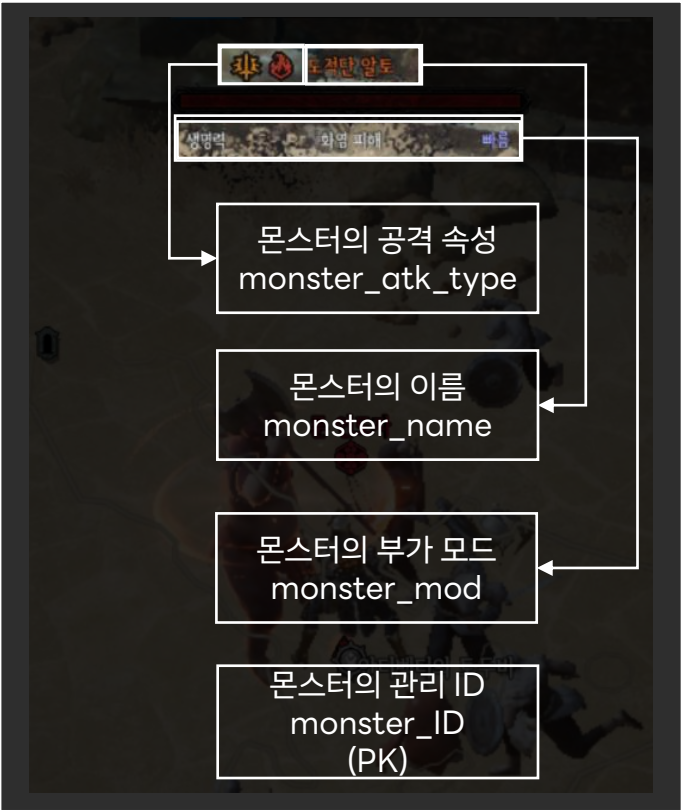 도적탄 알토
생명력 화염 피해 빠름
몬스터의 공격 속성
monster_atk_type
몬스터의 이름
monster_name
몬스터의 부가 모드
monster_mod
몬스터의 관리 ID
monster_ID
(PK)